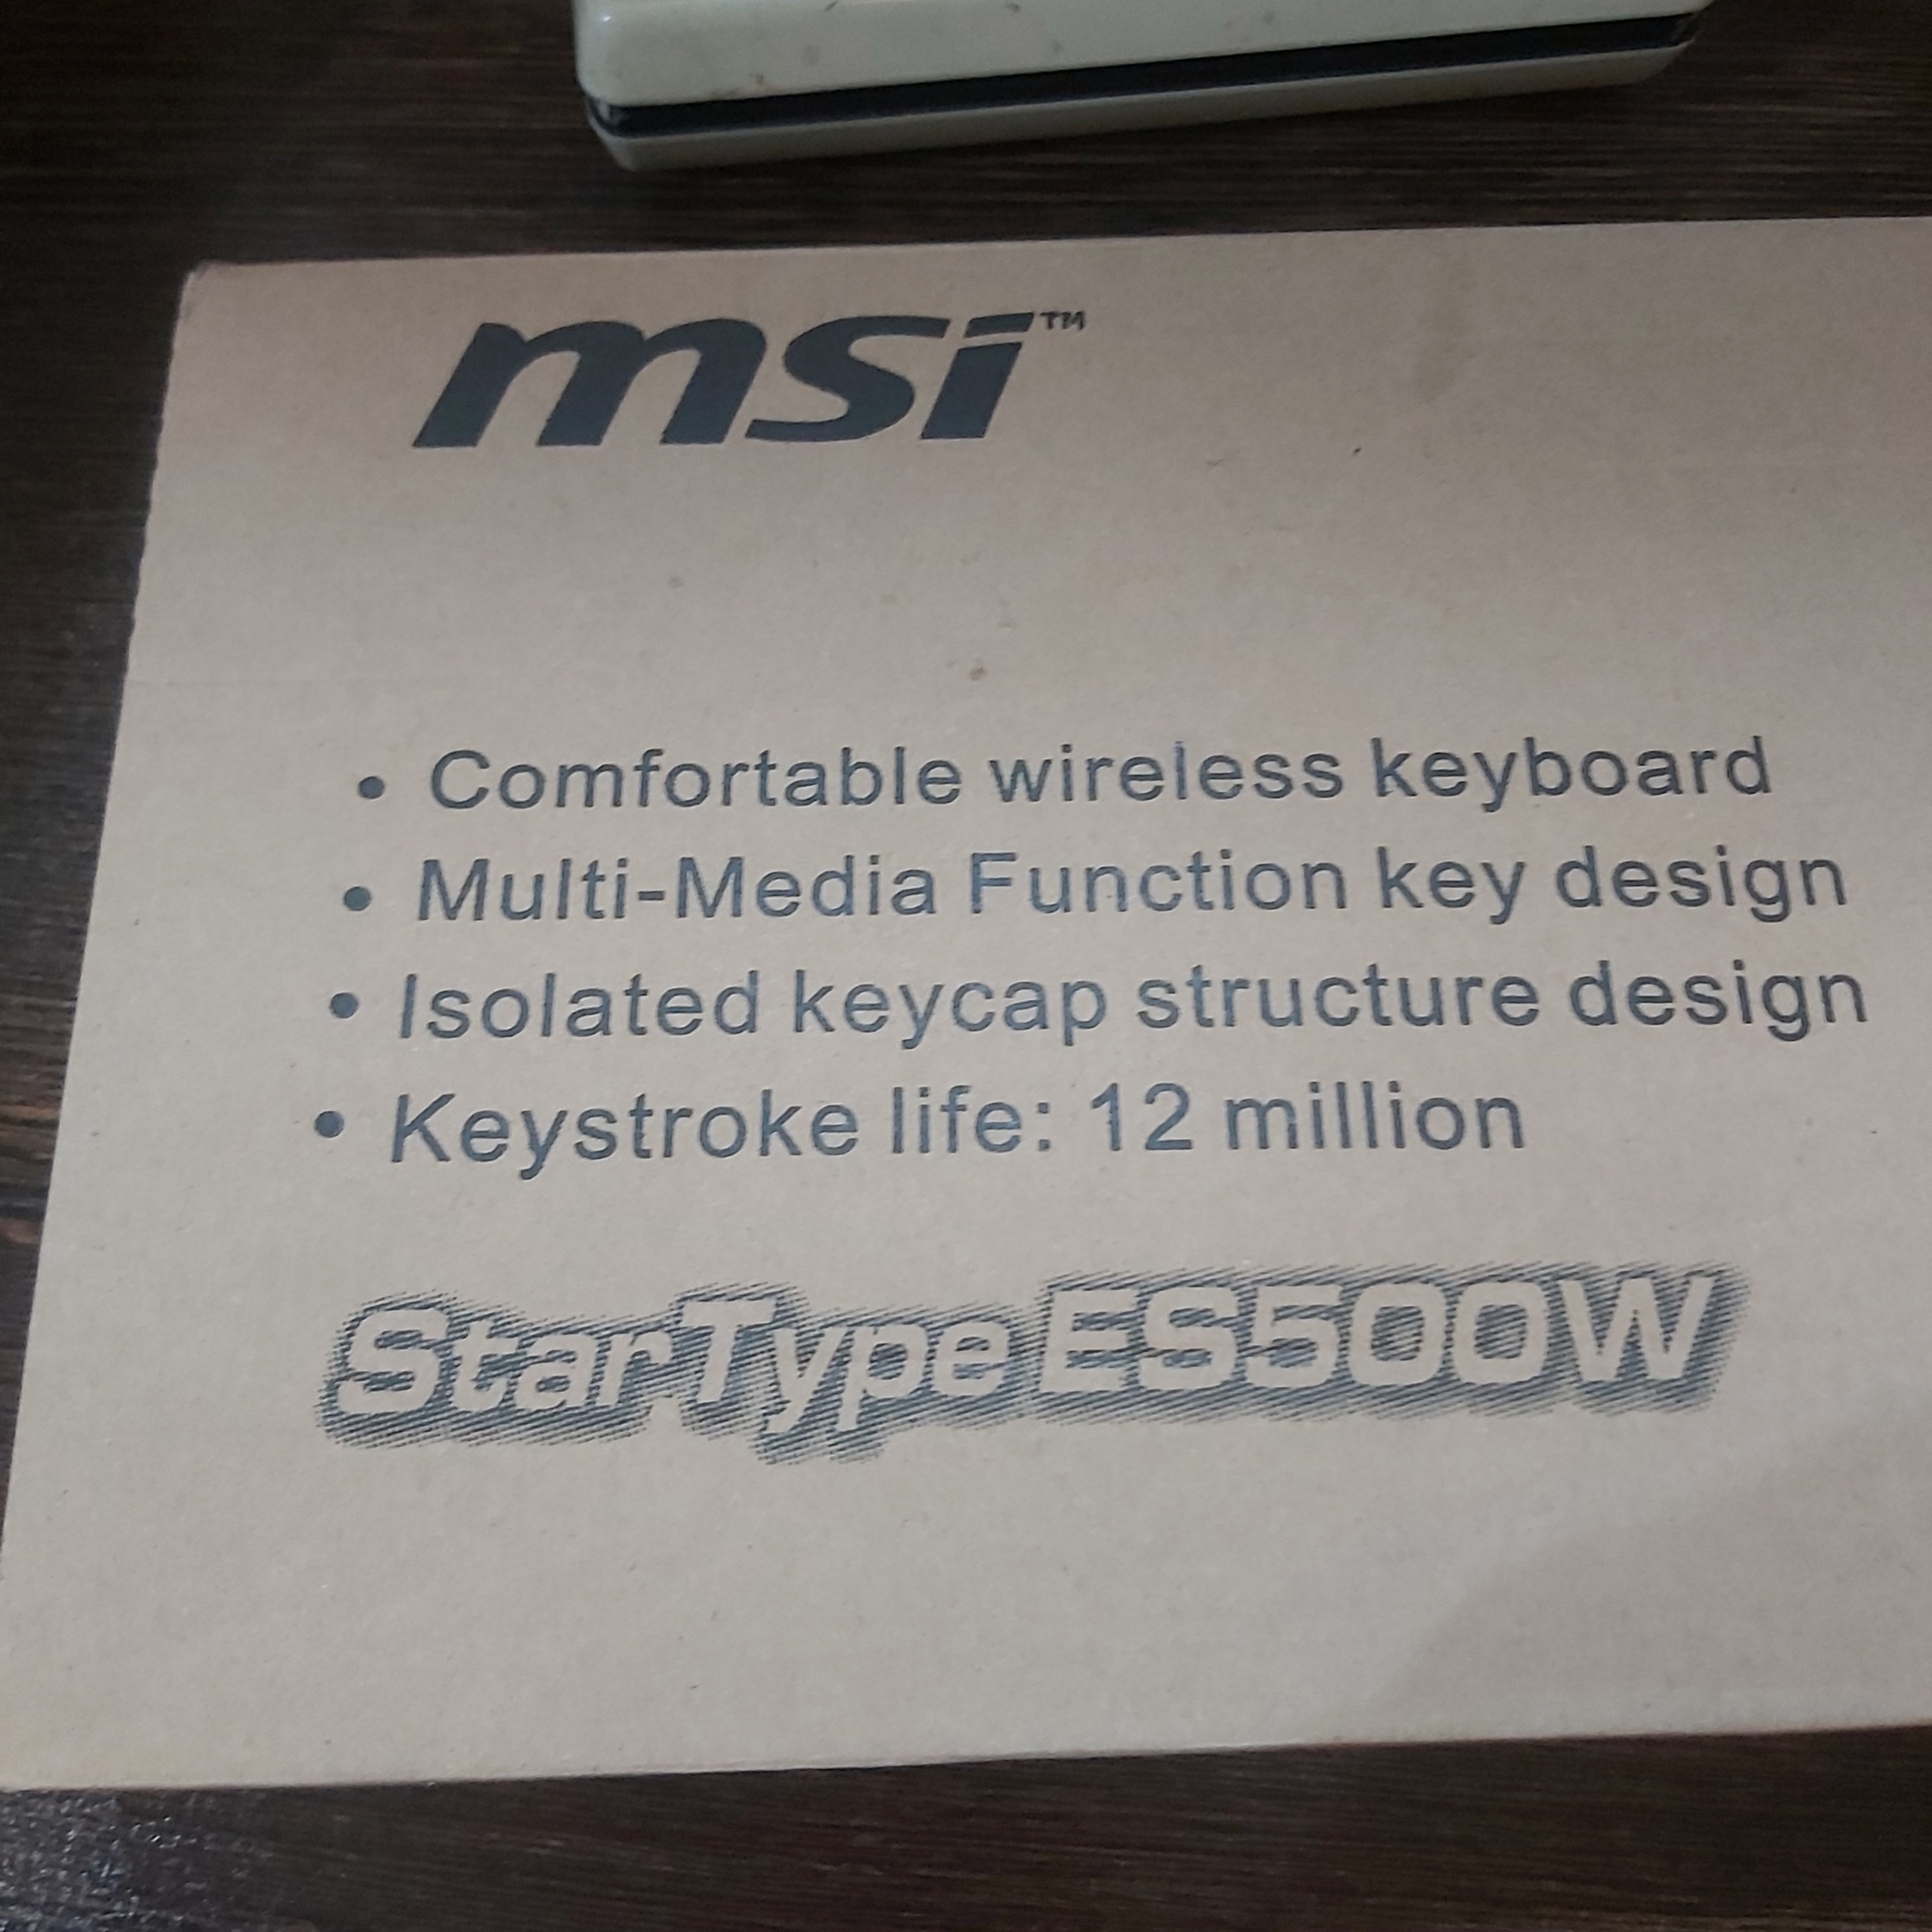 msi™
• Comfortable wireless keyboard
• Multi-Media Function key design
• Isolated keycap structure design
• Keystroke life: 12 million
StarType ES500W